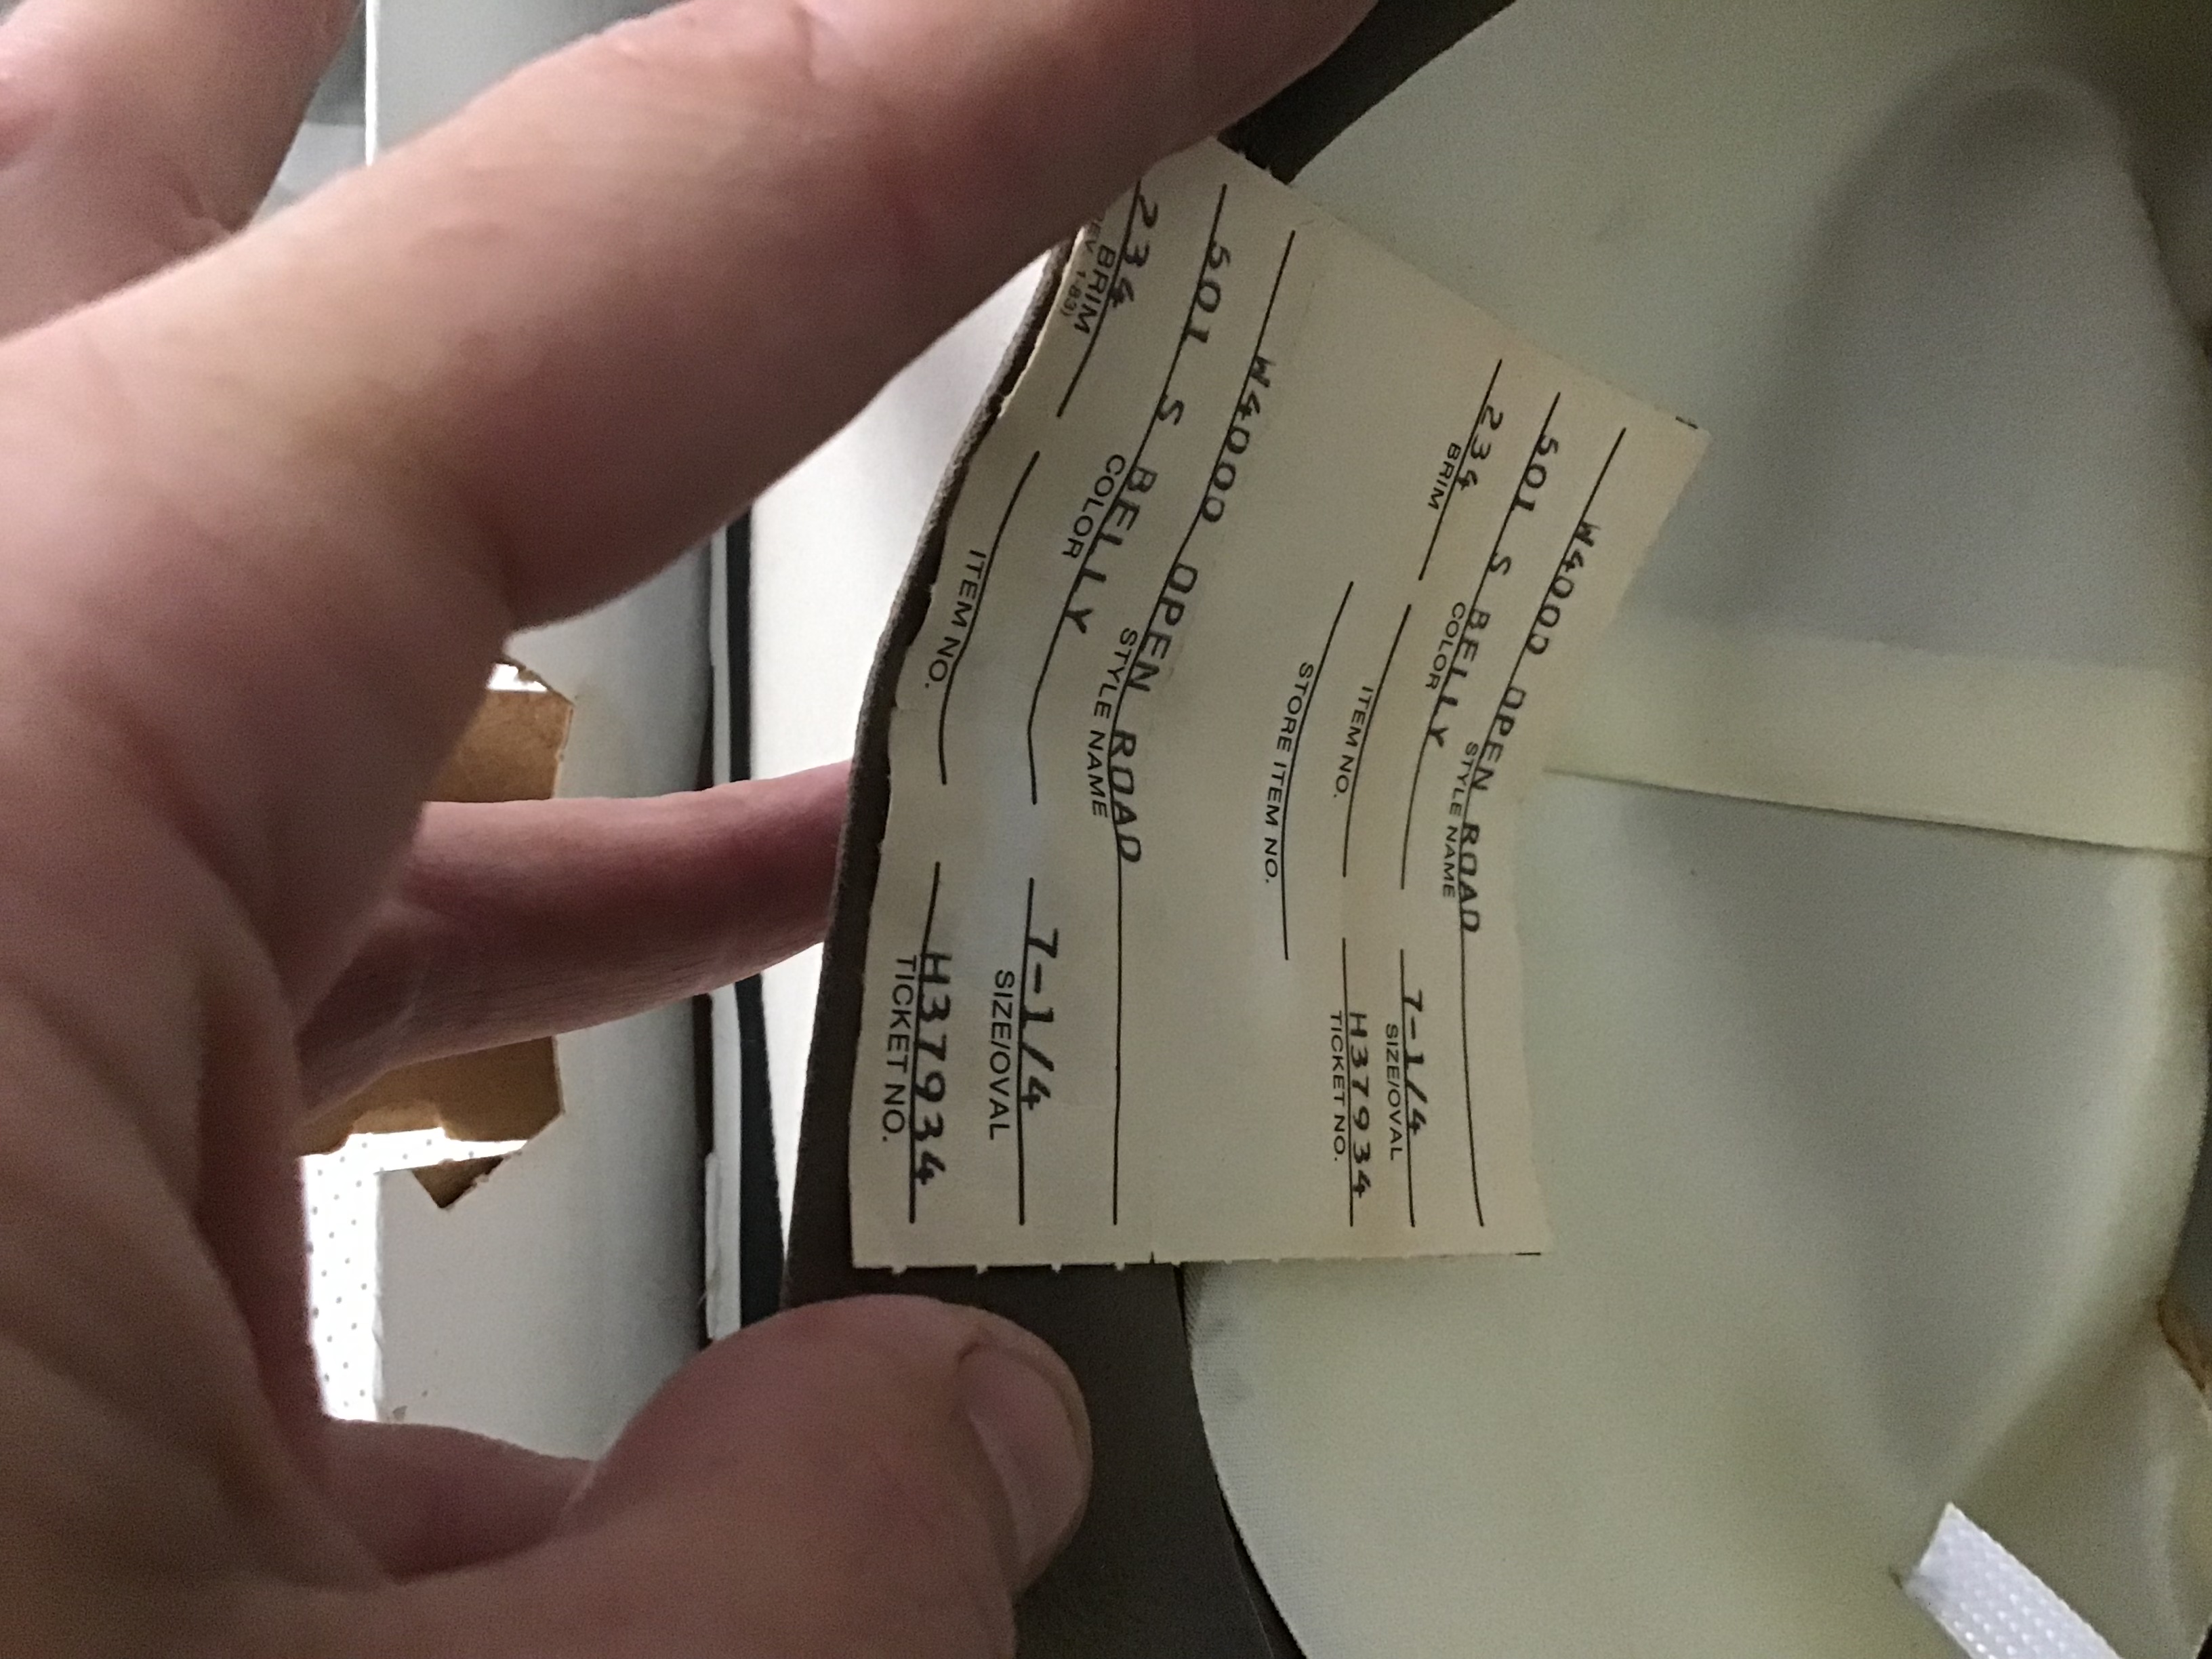 W4000 OPEN ROAD
STYLE NAME
501 S BELLY 7-1/4
COLOR SIZE/OVAL
234 H37934
BRIM ITEM NO. TICKET NO.
STORE ITEM NO.
W4000 OPEN ROAD
STYLE NAME
501 S BELLY 7-1/4
COLOR SIZE/OVAL
234 H37934
BRIM ITEM NO. TICKET NO.
1-83)